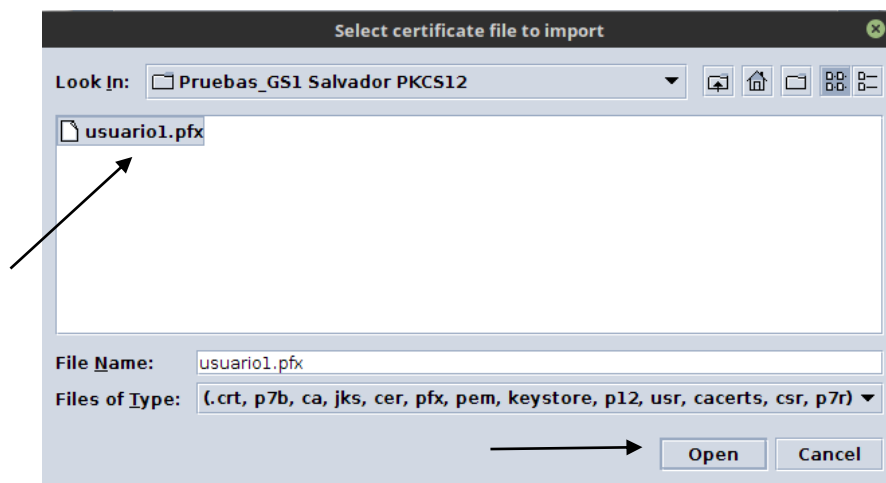 Select certificate file to import
Look In: Pruebas_GS1 Salvador PKCS12
usuario1.pfx
File Name: usuario1.pfx
Files of Type: (.crt, p7b, ca, jks, cer, pfx, pem, keystore, p12, usr, cacerts, csr, p7r)
Open Cancel